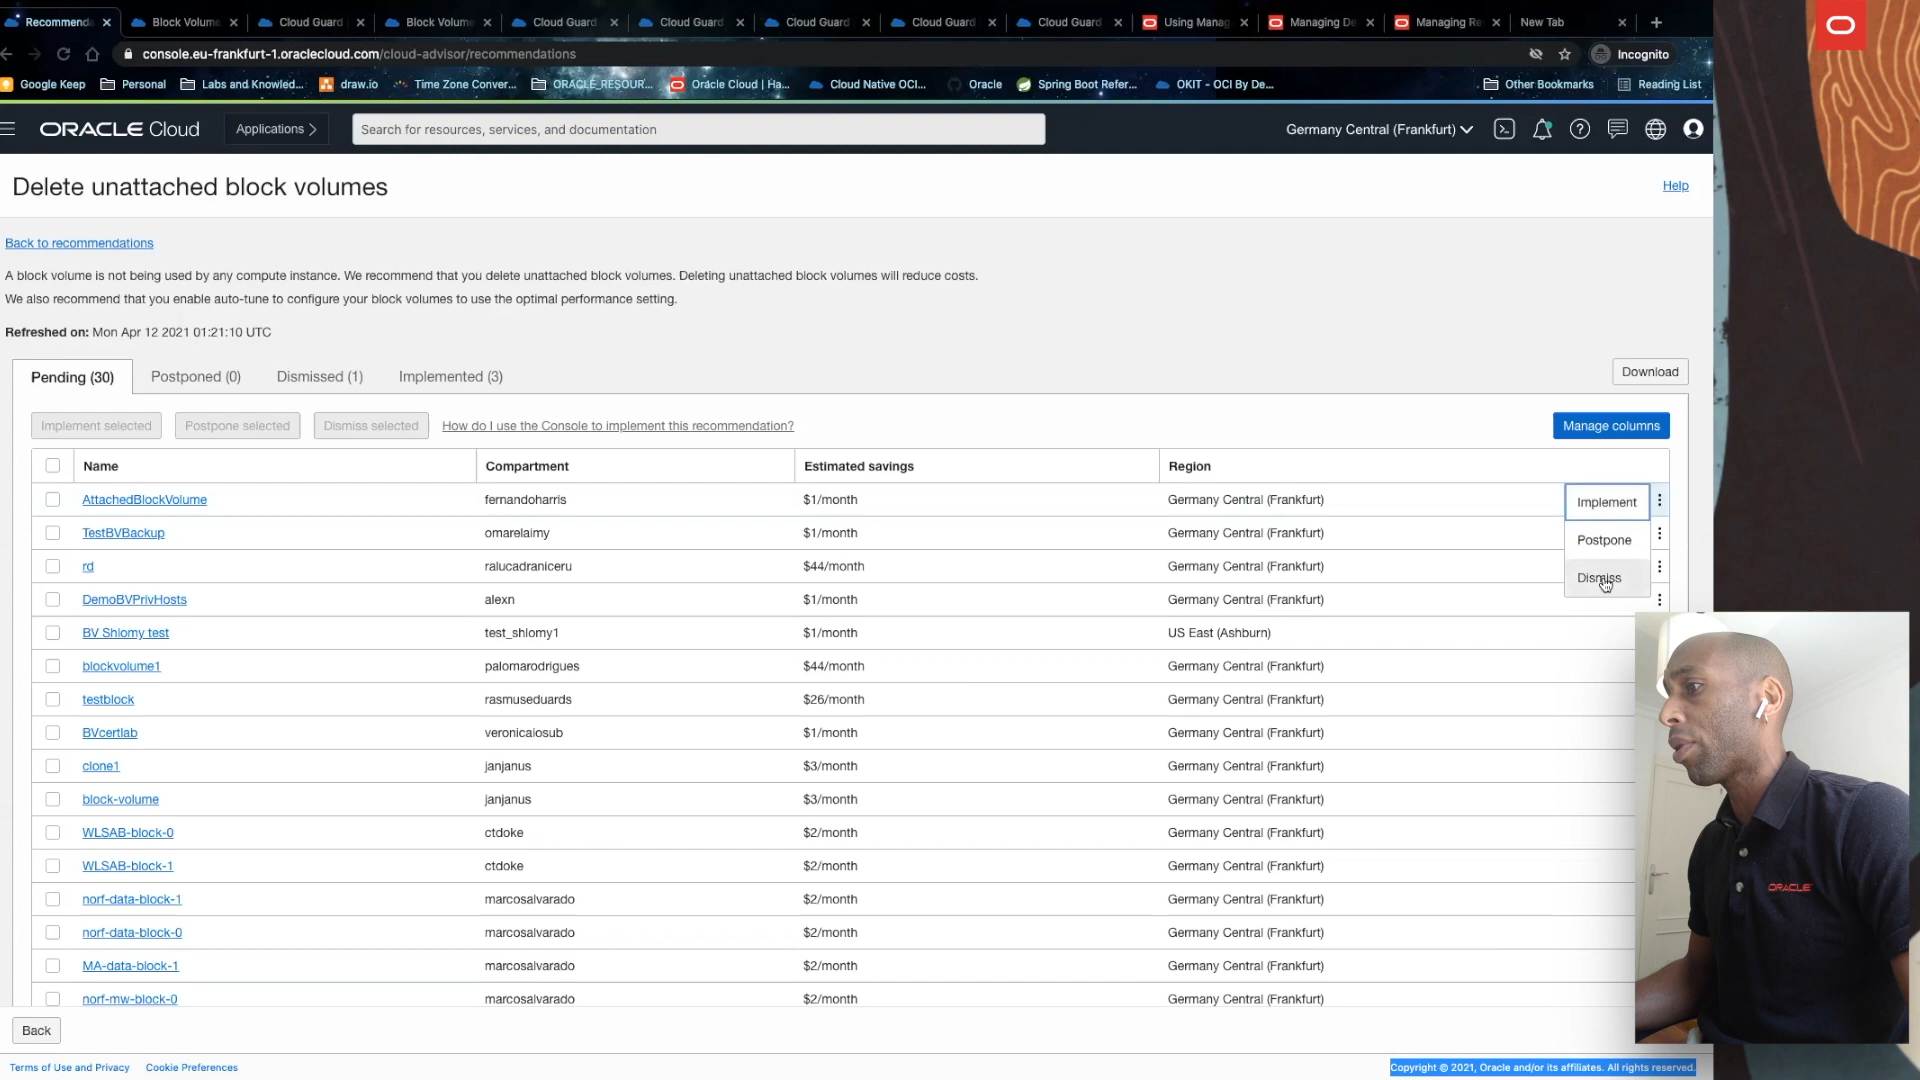 Recommend
Block Volume
Cloud Guard
Block Volume
Cloud Guard
Cloud Guard
Cloud Guard
Cloud Guard
Cloud Guard
Using Manag
Managing De
Managing Re
New Tab
console.eu-frankfurt-1.oraclecloud.com/cloud-advisor/recommendations
Incognito
Google Keep
Personal
Labs and Knowled...
draw.io
Time Zone Conver...
ORACLE_RESOUR...
Oracle Cloud | Ha...
Cloud Native OCI...
Oracle
Spring Boot Refer...
OKIT - OCI By De...
Other Bookmarks
Reading List
ORACLE Cloud
Applications
Search for resources, services, and documentation
Germany Central (Frankfurt)
Delete unattached block volumes
Help
Back to recommendations
A block volume is not being used by any compute instance. We recommend that you delete unattached block volumes. Deleting unattached block volumes will reduce costs.
We also recommend that you enable auto-tune to configure your block volumes to use the optimal performance setting.
Refreshed on: Mon Apr 12 2021 01:21:10 UTC
Pending (30) Postponed (0) Dismissed (1) Implemented (3)
Download
Implement selected Postpone selected Dismiss selected How do I use the Console to implement this recommendation?
Manage columns
Name Compartment Estimated savings Region
AttachedBlockVolume fernandoharris $1/month Germany Central (Frankfurt)
Implement
TestBVBackup omarelaimy $1/month Germany Central (Frankfurt)
Postpone
rd ralucadraniceru $44/month Germany Central (Frankfurt)
Dismiss
DemoBVPrivHosts alexn $1/month Germany Central (Frankfurt)
BV Shlomy test test_shlomy1 $1/month US East (Ashburn)
blockvolume1 palomarodrigues $44/month Germany Central (Frankfurt)
testblock rasmuseduards $26/month Germany Central (Frankfurt)
BVcertlab veronicaiosub $1/month Germany Central (Frankfurt)
clone1 janjanus $3/month Germany Central (Frankfurt)
block-volume janjanus $3/month Germany Central (Frankfurt)
WLSAB-block-0 ctdoke $2/month Germany Central (Frankfurt)
WLSAB-block-1 ctdoke $2/month Germany Central (Frankfurt)
norf-data-block-1 marcosalvarado $2/month Germany Central (Frankfurt)
ORACLE
norf-data-block-0 marcosalvarado $2/month Germany Central (Frankfurt)
MA-data-block-1 marcosalvarado $2/month Germany Central (Frankfurt)
norf-mw-block-0 marcosalvarado $2/month Germany Central (Frankfurt)
Back
Terms of Use and Privacy Cookie Preferences
Copyright © 2021, Oracle and/or its affiliates. All rights reserved.